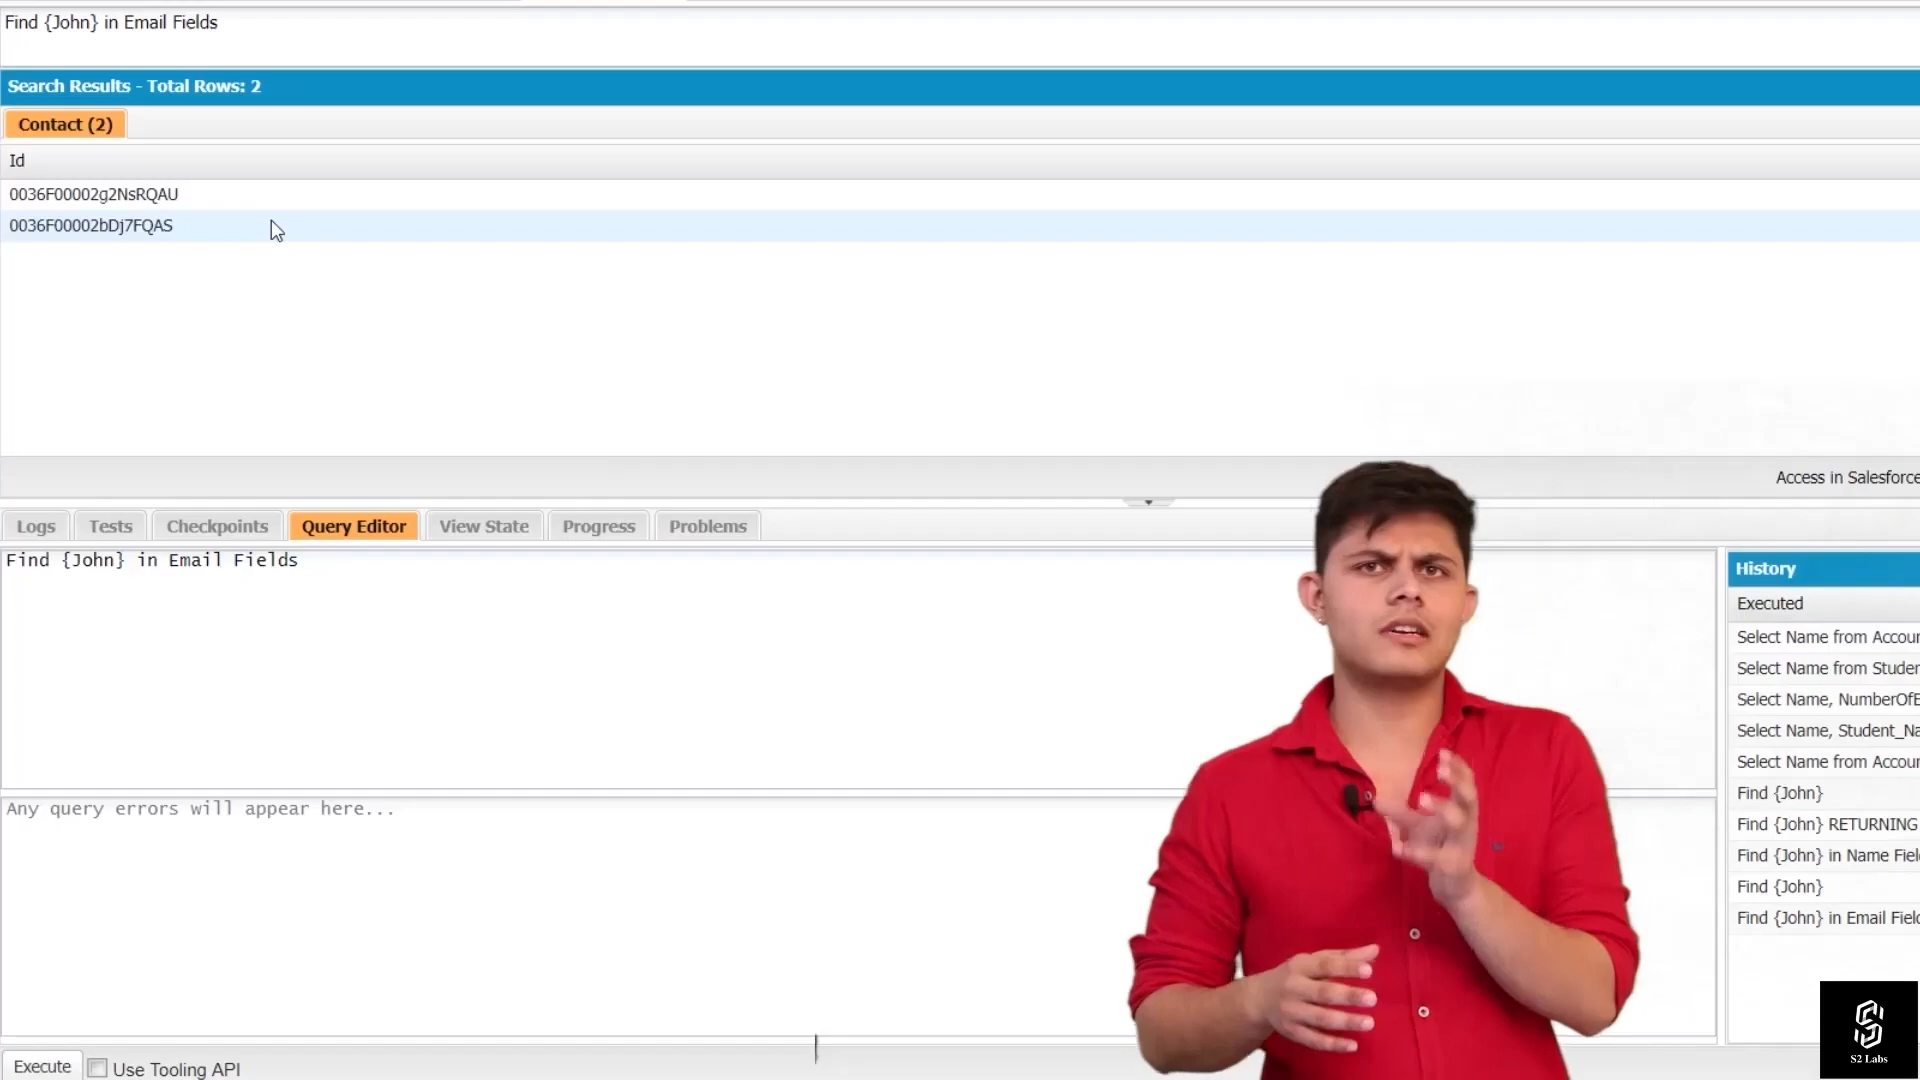 Find {John} in Email Fields
Search Results - Total Rows: 2
Contact (2)
Id
0036F00002g2NsRQAU
0036F00002bDj7FQAS
Access in Salesforce
Logs
Tests
Checkpoints
Query Editor
View State
Progress
Problems
Find {John} in Email Fields
Any query errors will appear here...
History
Executed
Select Name from Accoun
Select Name from Studen
Select Name, NumberOfE
Select Name, Student_Na
Select Name from Accoun
Find {John}
Find {John} RETURNING
Find {John} in Name Fiel
Find {John}
Find {John} in Email Fiel
Execute
Use Tooling API
S2 Labs